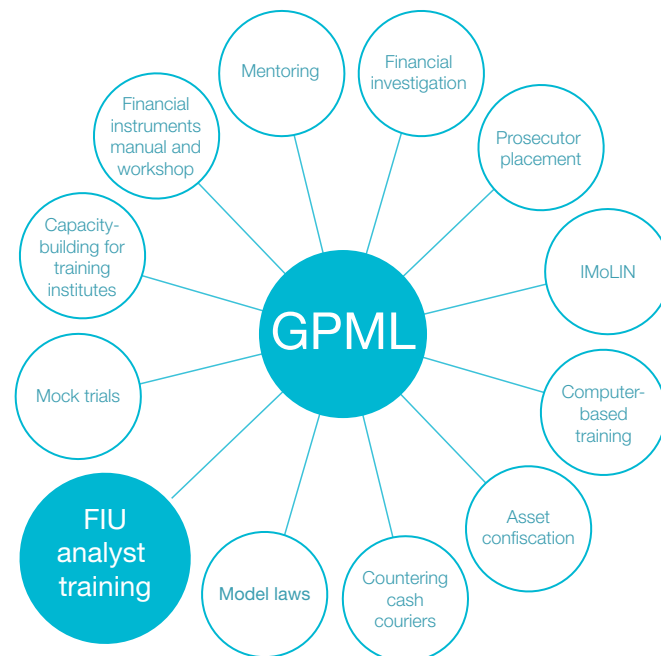 Mentoring
Financial
investigation
Financial
instruments
manual and
workshop
Prosecutor
placement
Capacity-
building for
training
institutes
IMoLIN
GPML
Mock trials
Computer-
based
training
FIU
analyst
training
Asset
confiscation
Model laws
Countering
cash
couriers